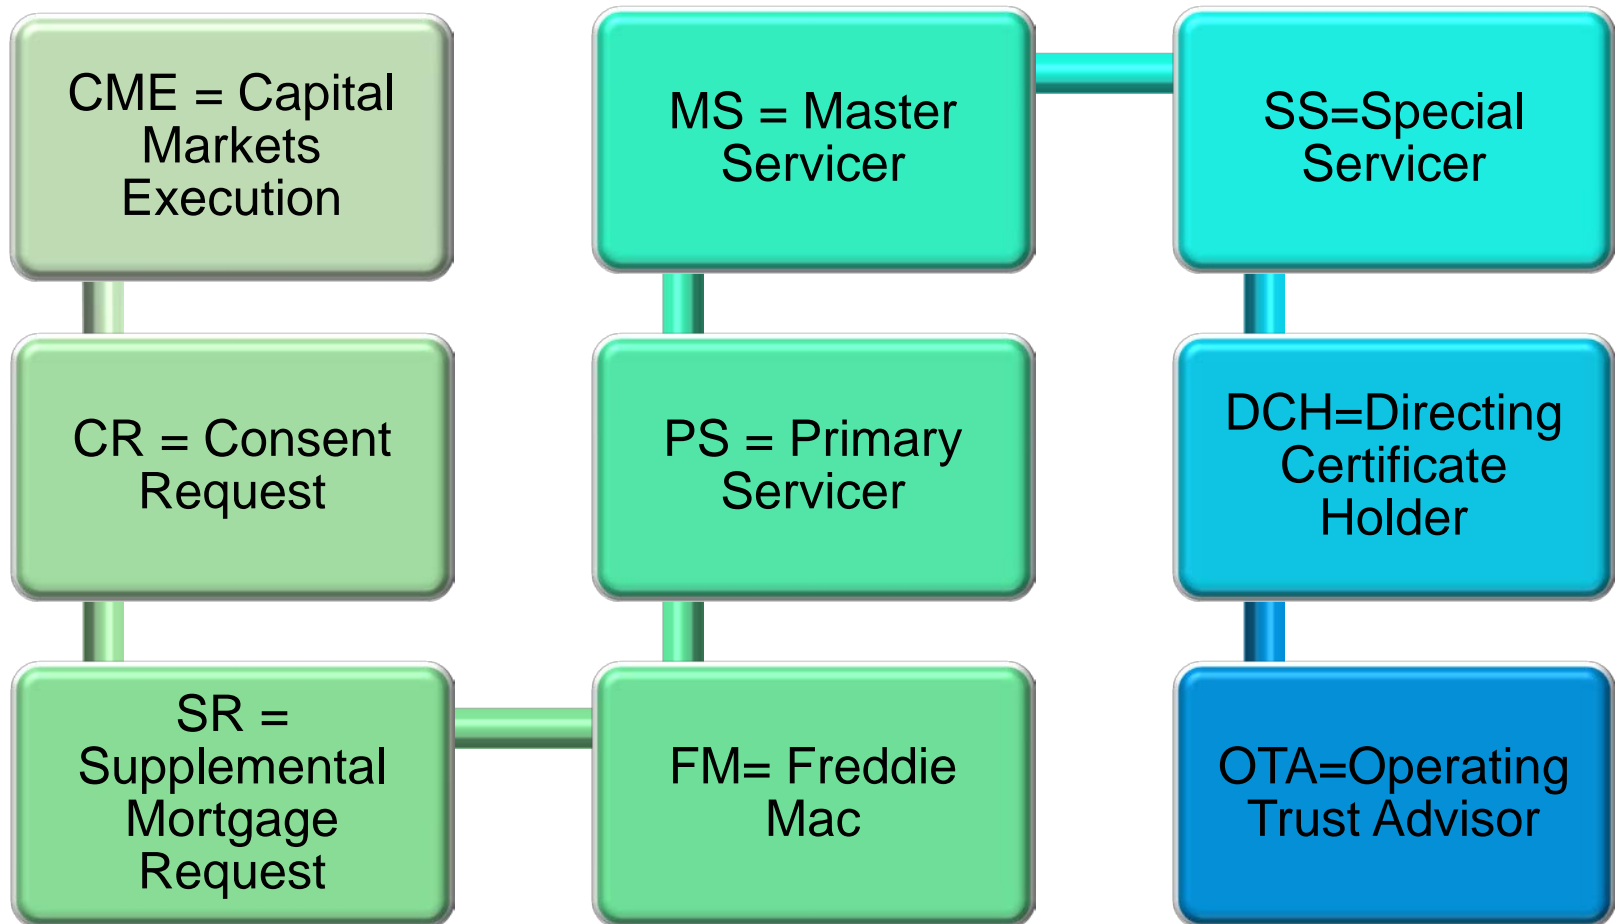 CME = Capital
Markets
Execution
CR = Consent
Request
SR =
Supplemental
Mortgage
Request
FM= Freddie
Mac
PS = Primary
Servicer
MS = Master
Servicer
SS=Special
Servicer
DCH=Directing
Certificate
Holder
OTA=Operating
Trust Advisor